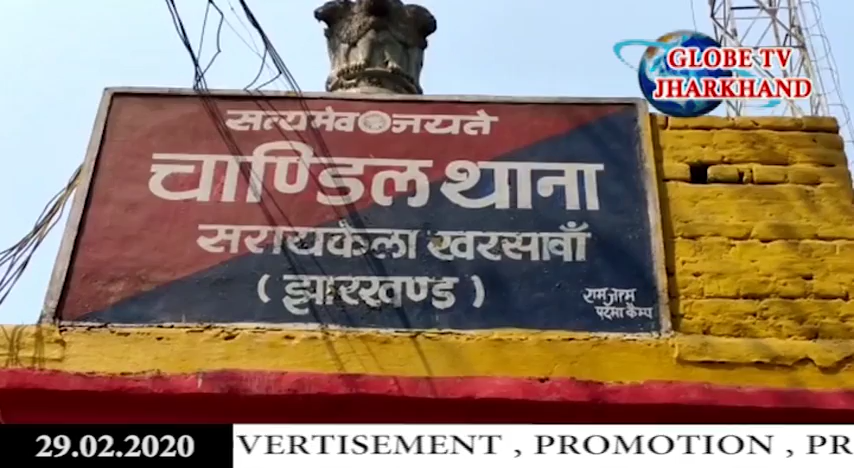 GLOBE TV
JHARKHAND
सत्यमेव जयते
चाण्डिल थाना
सरायकेला खरसावाँ
( झारखण्ड )
29.02.2020
VERTISEMENT , PROMOTION , PR